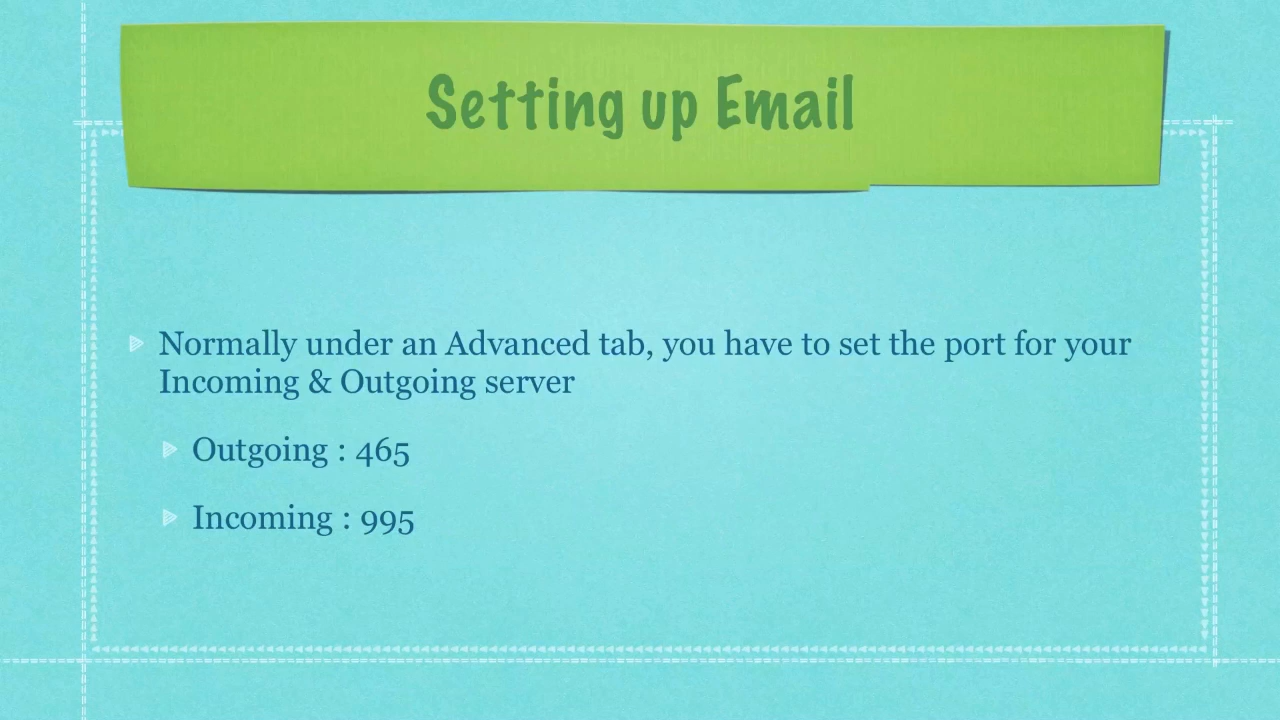 Setting up Email
Normally under an Advanced tab, you have to set the port for your
Incoming & Outgoing server
Outgoing : 465
Incoming : 995